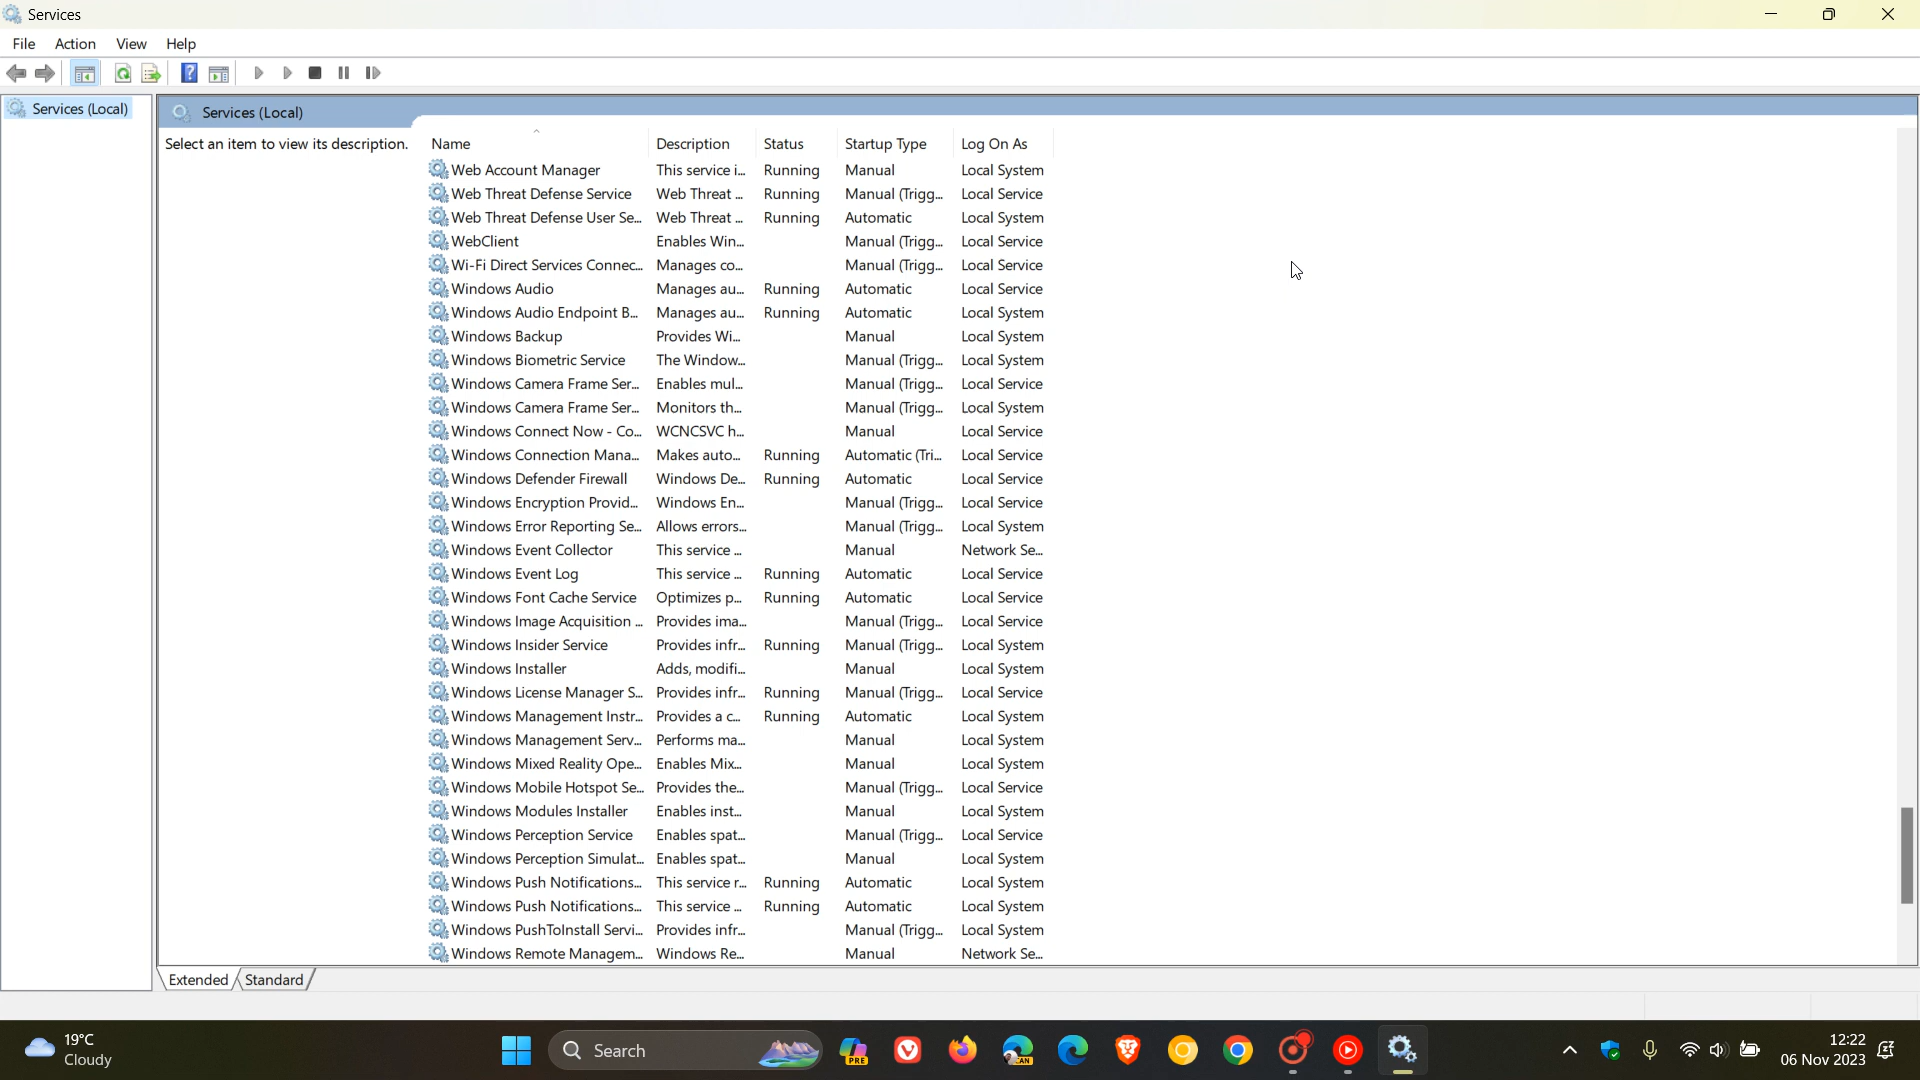 Services
File Action View Help
Services (Local)
Services (Local)
Select an item to view its description.
Name Description Status Startup Type Log On As
Web Account Manager This service i... Running Manual Local System
Web Threat Defense Service Web Threat ... Running Manual (Trigg... Local Service
Web Threat Defense User Se... Web Threat ... Running Automatic Local System
WebClient Enables Win... Manual (Trigg... Local Service
Wi-Fi Direct Services Connec... Manages co... Manual (Trigg... Local Service
Windows Audio Manages au... Running Automatic Local Service
Windows Audio Endpoint B... Manages au... Running Automatic Local System
Windows Backup Provides Wi... Manual Local System
Windows Biometric Service The Window... Manual (Trigg... Local System
Windows Camera Frame Ser... Enables mul... Manual (Trigg... Local Service
Windows Camera Frame Ser... Monitors th... Manual (Trigg... Local System
Windows Connect Now - Co... WCNCSVC h... Manual Local Service
Windows Connection Mana... Makes auto... Running Automatic (Tri... Local Service
Windows Defender Firewall Windows De... Running Automatic Local Service
Windows Encryption Provid... Windows En... Manual (Trigg... Local Service
Windows Error Reporting Se... Allows errors... Manual (Trigg... Local System
Windows Event Collector This service ... Manual Network Se...
Windows Event Log This service ... Running Automatic Local Service
Windows Font Cache Service Optimizes p... Running Automatic Local Service
Windows Image Acquisition ... Provides ima... Manual (Trigg... Local Service
Windows Insider Service Provides infr... Running Manual (Trigg... Local System
Windows Installer Adds, modifi... Manual Local System
Windows License Manager S... Provides infr... Running Manual (Trigg... Local Service
Windows Management Instr... Provides a c... Running Automatic Local System
Windows Management Serv... Performs ma... Manual Local System
Windows Mixed Reality Ope... Enables Mix... Manual Local System
Windows Mobile Hotspot Se... Provides the... Manual (Trigg... Local Service
Windows Modules Installer Enables inst... Manual Local System
Windows Perception Service Enables spat... Manual (Trigg... Local Service
Windows Perception Simulat... Enables spat... Manual Local System
Windows Push Notifications... This service r... Running Automatic Local System
Windows Push Notifications... This service ... Running Automatic Local System
Windows PushToInstall Servi... Provides infr... Manual (Trigg... Local System
Windows Remote Managem... Windows Re... Manual Network Se...
Extended Standard
19°C
Cloudy
Search
PRE
CAN
12:22
06 Nov 2023